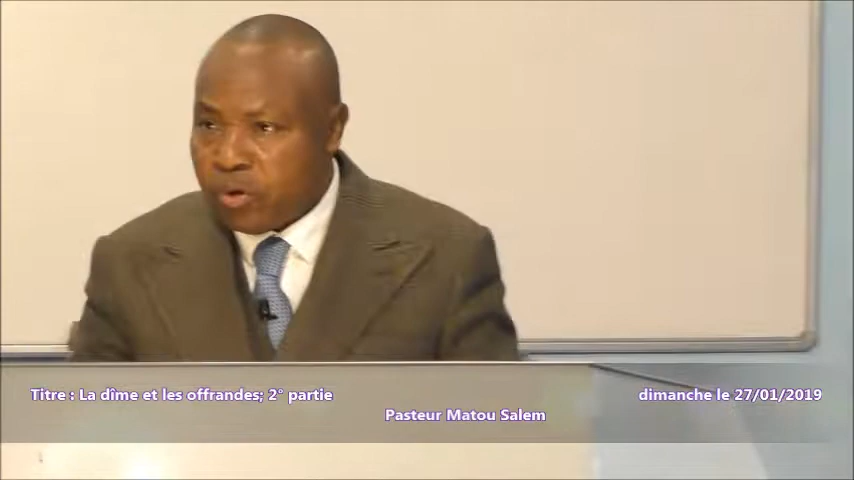 Titre : La dîme et les offrandes; 2° partie
dimanche le 27/01/2019
Pasteur Matou Salem